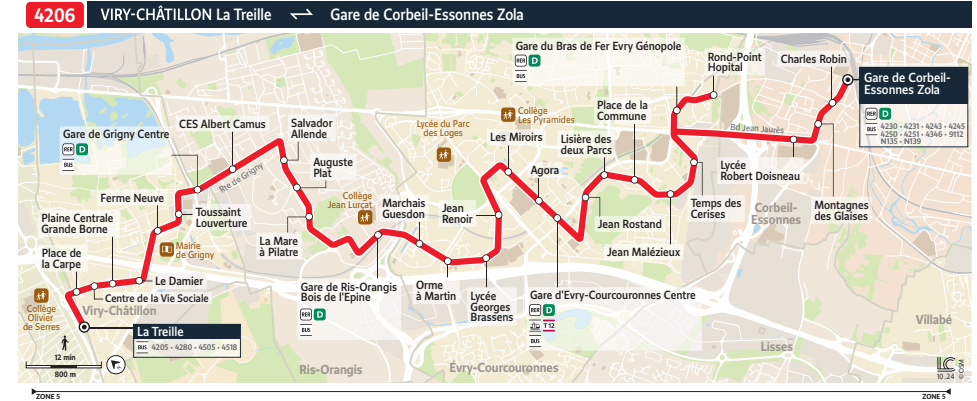 4206 VIRY-CHÂTILLON La Treille Gare de Corbeil-Essonnes Zola
Gare du Bras de Fer Evry Génopole
RER D
BUS
Rond-Point
Hopital
Charles Robin
Gare de Corbeil-
Essonnes Zola
RER D
BUS
4230 • 4231 • 4243 • 4245
4250 • 4251 • 4346 • 9112
N135 • N139
Collège
Les Pyramides
Place de la
Commune
Lycée du Parc
des Loges
CES Albert Camus
Salvador
Allende
Gare de Grigny Centre
RER D
BUS
Les Miroirs
Lisière des
deux Parcs
Bd Jean Jaurès
Auguste
Plat
Rte de Grigny
Agora
Lycée
Robert Doisneau
Ferme Neuve
Collège
Jean Lurçat
Marchais
Guesdon
Jean
Renoir
Temps des
Cerises
Montagnes
des Glaises
Corbeil-
Essonnes
Plaine Centrale
Grande Borne
Toussaint
Louverture
Jean Rostand
La Mare
à Pilatre
Mairie
de Grigny
Jean Malézieux
Place de
la Carpe
Le Damier
Centre de la Vie Sociale
Gare de Ris-Orangis
Bois de l'Epine
RER D
BUS
Orme
à Martin
Lycée
Georges
Brassens
Gare d'Evry-Courcouronnes Centre
RER D
T12
BUS
Collège
Olivier
de Serres
Viry-Châtillon
La Treille
BUS 4205 • 4280 • 4505 • 4518
Villabé
Lisses
12 min
800 m
Ris-Orangis
Évry-Courcouronnes
LC
10.24
© OSM
ZONE 5
ZONE 5